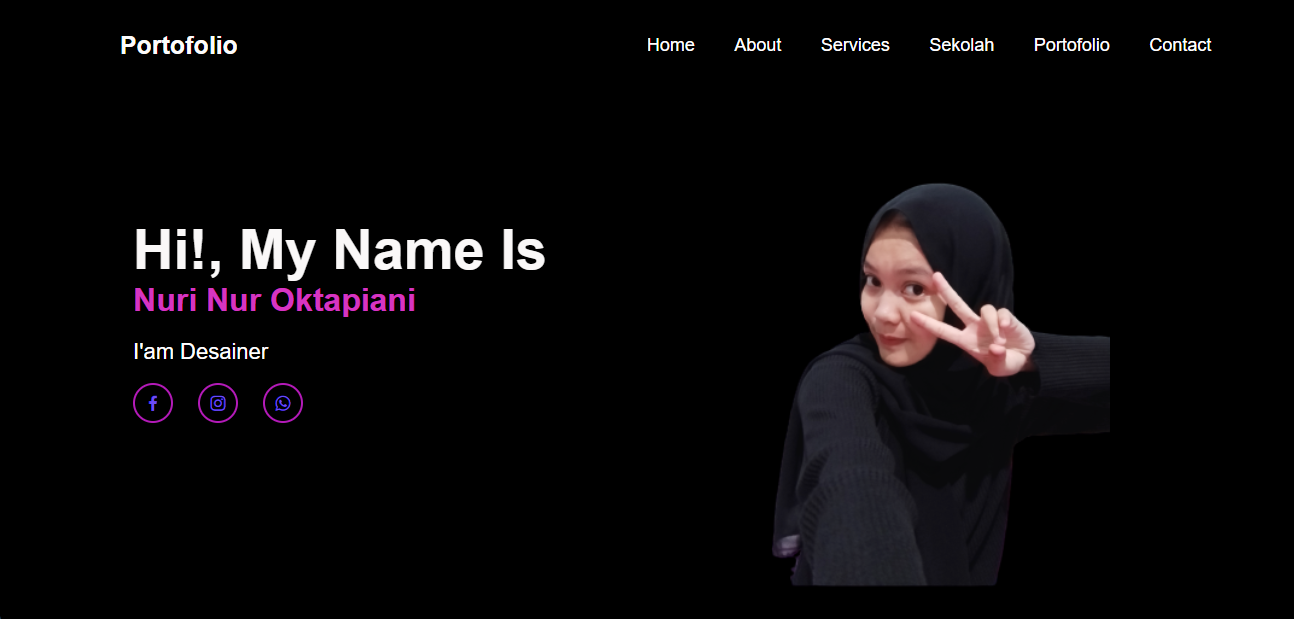 Portofolio
Home About Services Sekolah Portofolio Contact
Hi!, My Name Is
Nuri Nur Oktapiani
I'am Desainer